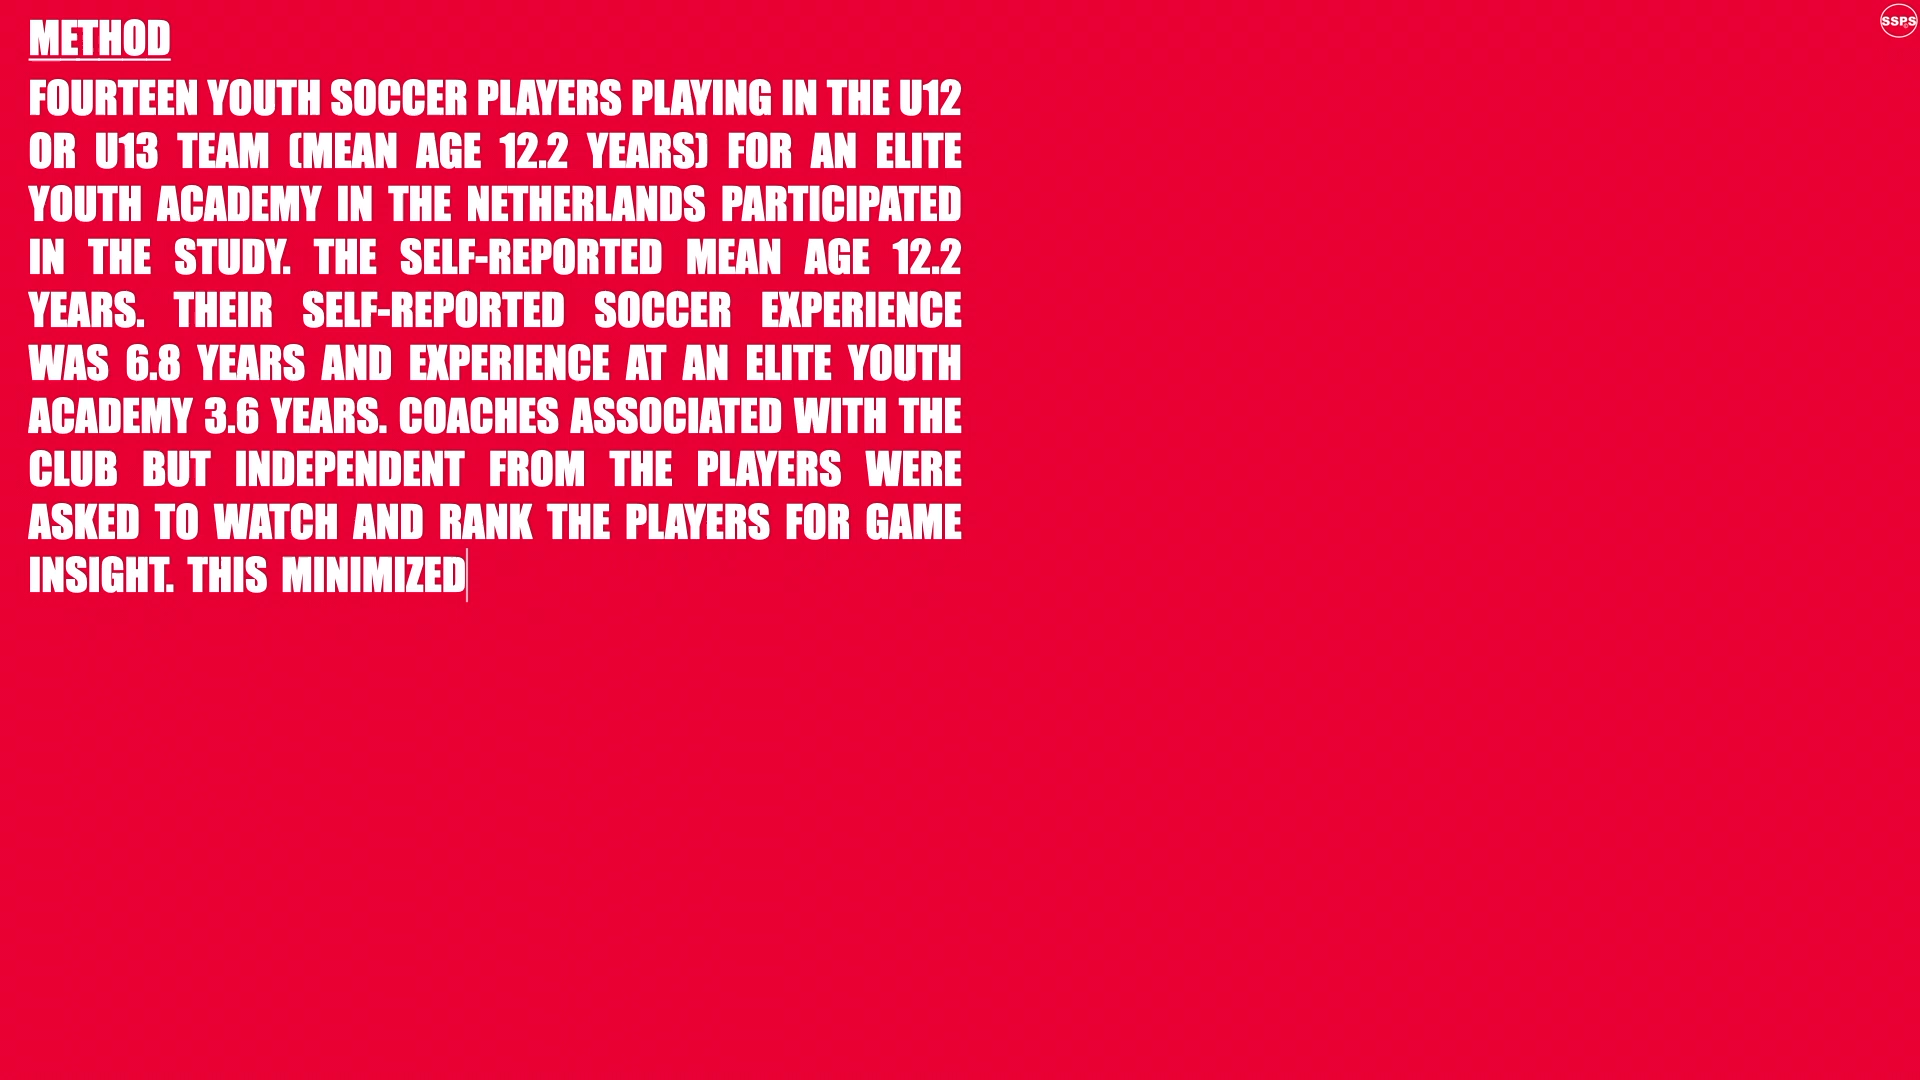 METHOD
SSPS
FOURTEEN YOUTH SOCCER PLAYERS PLAYING IN THE U12
OR U13 TEAM (MEAN AGE 12.2 YEARS) FOR AN ELITE
YOUTH ACADEMY IN THE NETHERLANDS PARTICIPATED
IN THE STUDY. THE SELF-REPORTED MEAN AGE 12.2
YEARS. THEIR SELF-REPORTED SOCCER EXPERIENCE
WAS 6.8 YEARS AND EXPERIENCE AT AN ELITE YOUTH
ACADEMY 3.6 YEARS. COACHES ASSOCIATED WITH THE
CLUB BUT INDEPENDENT FROM THE PLAYERS WERE
ASKED TO WATCH AND RANK THE PLAYERS FOR GAME
INSIGHT. THIS MINIMIZED